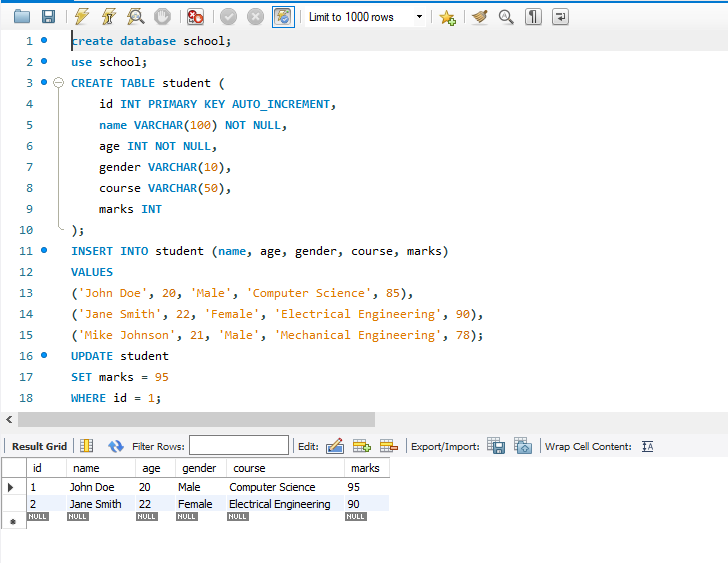 Limit to 1000 rows
1 create database school;
2 use school;
3 CREATE TABLE student (
4 id INT PRIMARY KEY AUTO_INCREMENT,
5 name VARCHAR(100) NOT NULL,
6 age INT NOT NULL,
7 gender VARCHAR(10),
8 course VARCHAR(50),
9 marks INT
10 );
11 INSERT INTO student (name, age, gender, course, marks)
12 VALUES
13 ('John Doe', 20, 'Male', 'Computer Science', 85),
14 ('Jane Smith', 22, 'Female', 'Electrical Engineering', 90),
15 ('Mike Johnson', 21, 'Male', 'Mechanical Engineering', 78);
16 UPDATE student
17 SET marks = 95
18 WHERE id = 1;
Result Grid Filter Rows: Edit: Export/Import: Wrap Cell Content: IA
id name age gender course marks
1 John Doe 20 Male Computer Science 95
2 Jane Smith 22 Female Electrical Engineering 90
NULL NULL NULL NULL NULL NULL